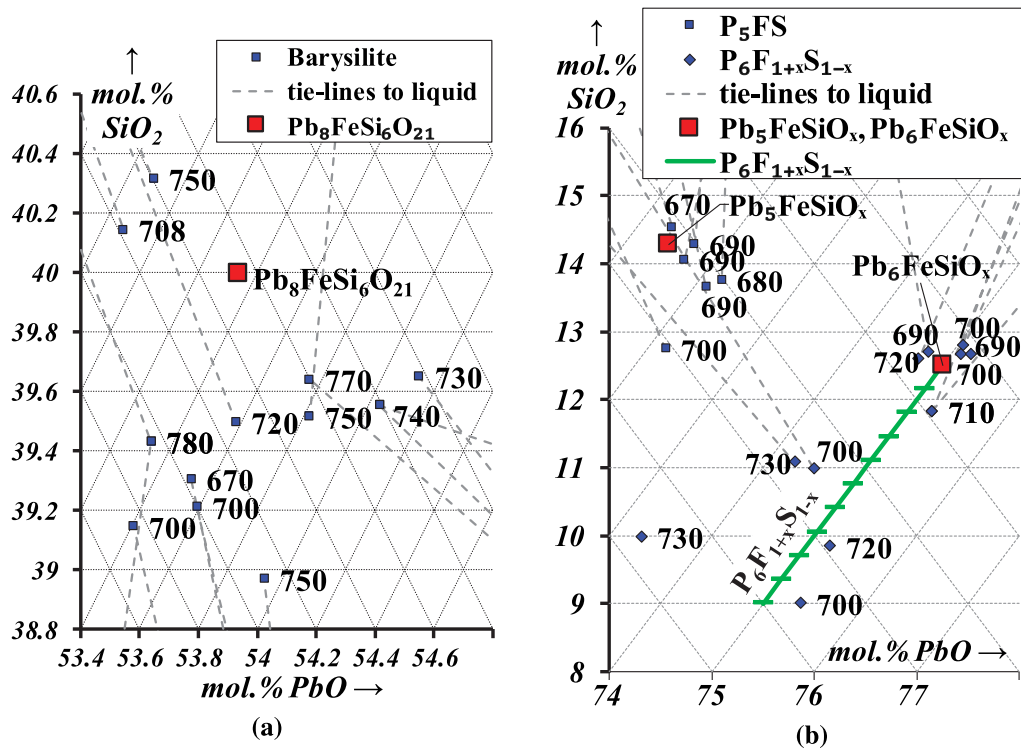 ↑
mol.%
SiO₂
Barysilite
tie-lines to liquid
Pb₈FeSi₆O₂₁
40.6
40.4
40.2
40
39.8
39.6
39.4
39.2
39
38.8
750
708
Pb₈FeSi₆O₂₁
770
730
750
740
720
780
670
700
700
750
53.4 53.6 53.8 54 54.2 54.4 54.6
mol.% PbO →
(a)
↑
mol.%
SiO₂
P₅FS
P₆F₁₊ₓS₁₋ₓ
tie-lines to liquid
Pb₅FeSiOₓ, Pb₆FeSiOₓ
P₆F₁₊ₓS₁₋ₓ
16
15
14
13
12
11
10
9
8
670
Pb₅FeSiOₓ
690
690
680
690
Pb₆FeSiOₓ
700
690
700
690
720
700
710
730
700
730
720
700
P₆F₁₊ₓS₁₋ₓ
mol.% PbO →
74 75 76 77
(b)